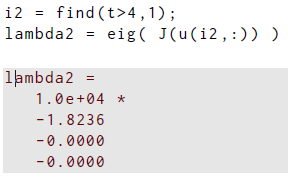 i2 = find(t>4,1);
lambda2 = eig( J(u(i2,:)) )
lambda2 =
1.0e+04 *
-1.8236
-0.0000
-0.0000